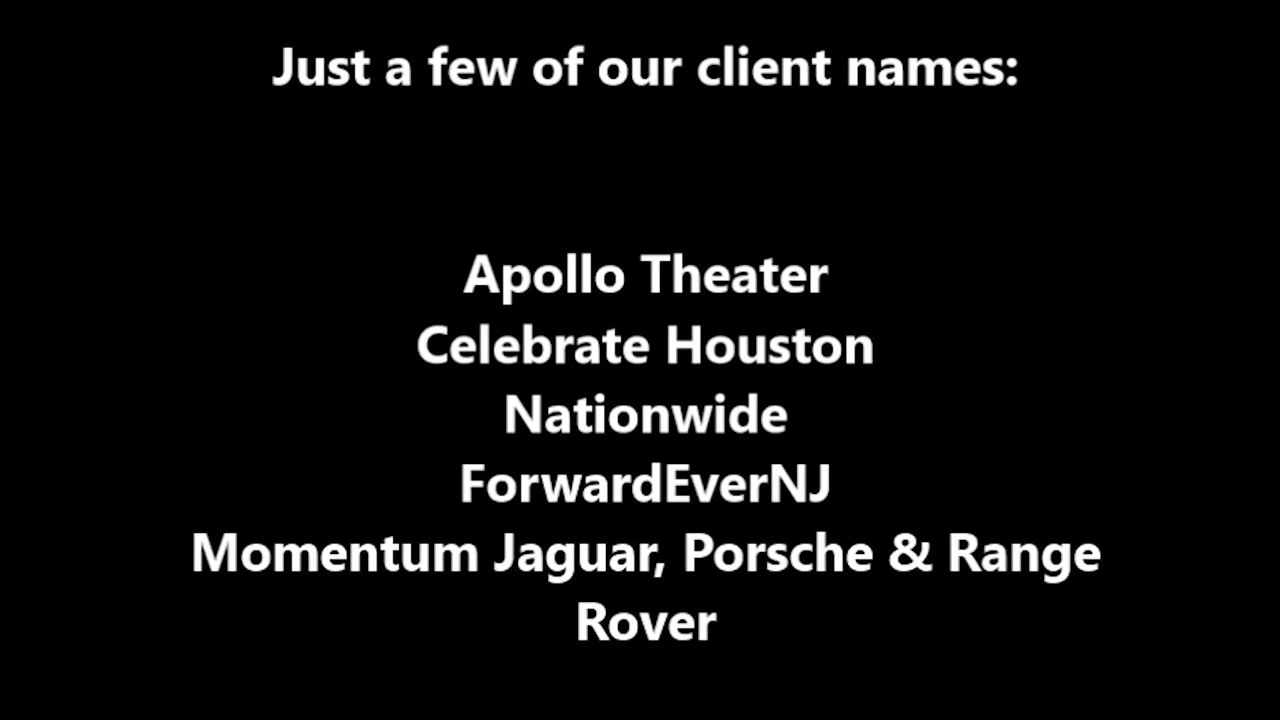 Just a few of our client names:
Apollo Theater
Celebrate Houston
Nationwide
ForwardEverNJ
Momentum Jaguar, Porsche & Range
Rover